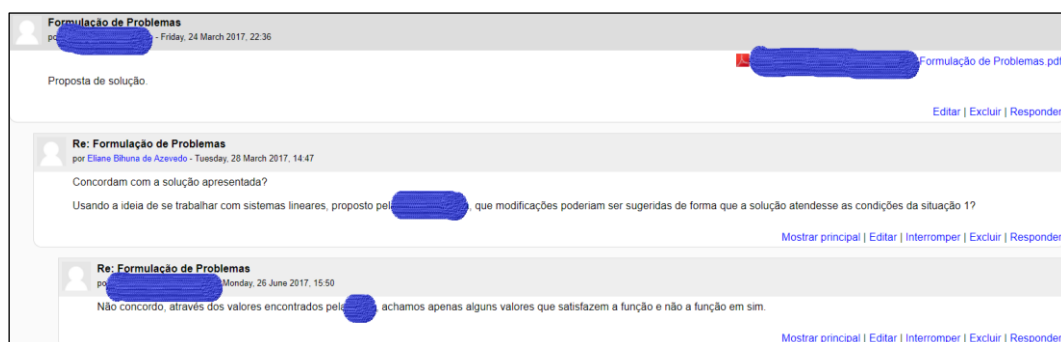 Formulação de Problemas
- Friday, 24 March 2017, 22:36
Formulação de Problemas.pdf
Proposta de solução.
Editar | Excluir | Responder
Re: Formulação de Problemas
por Eliane Bihuna de Azevedo - Tuesday, 28 March 2017, 14:47
Concordam com a solução apresentada?
Usando a ideia de se trabalhar com sistemas lineares, proposto pela , que modificações poderiam ser sugeridas de forma que a solução atendesse as condições da situação 1?
Mostrar principal | Editar | Interromper | Excluir | Responder
Re: Formulação de Problemas
Monday, 26 June 2017, 15:50
Não concordo, através dos valores encontrados pela , achamos apenas alguns valores que satisfazem a função e não a função em sim.
Mostrar principal | Editar | Interromper | Excluir | Responder